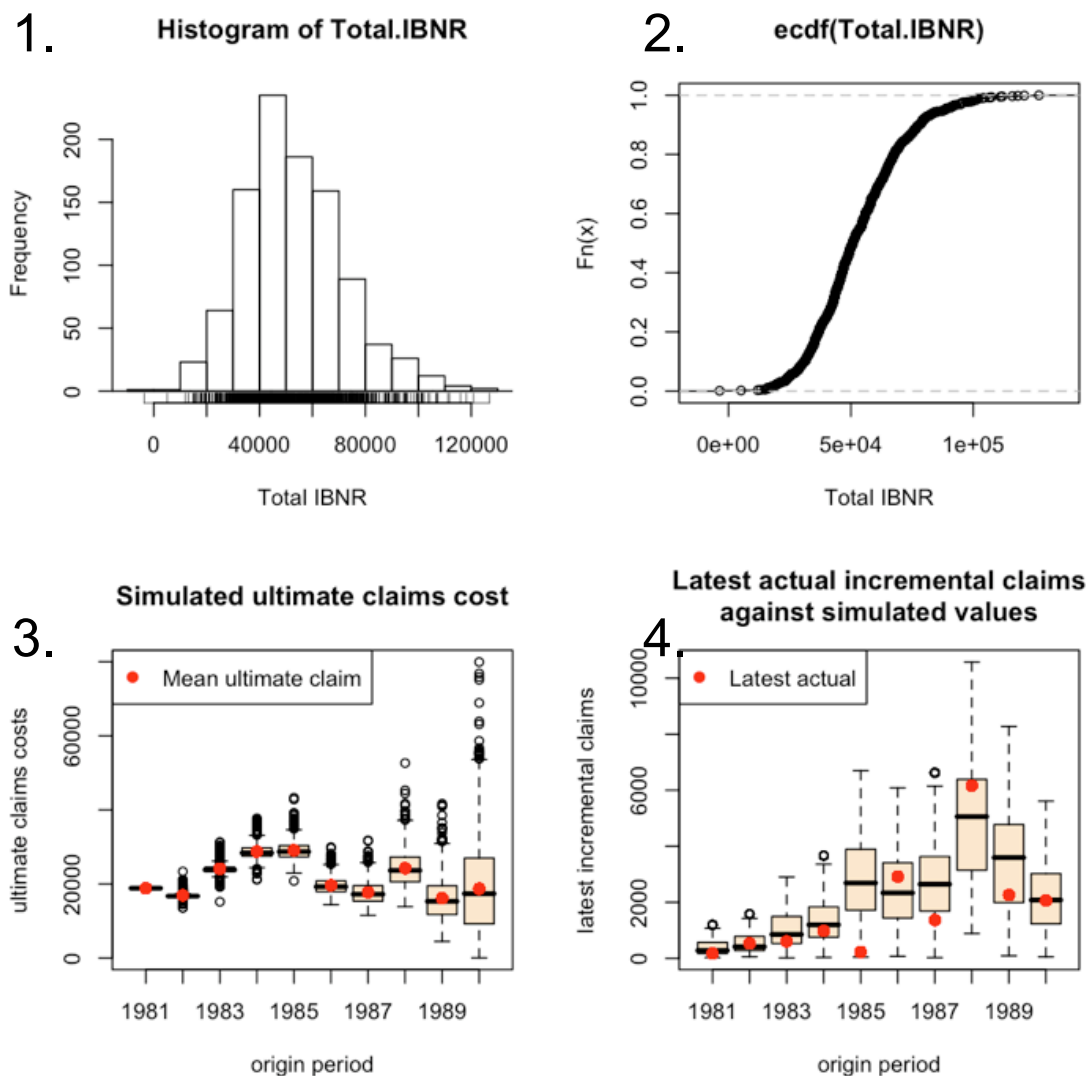 1.
Histogram of Total.IBNR
Frequency
200
150
100
50
0
0
40000
80000
120000
Total IBNR
2.
ecdf(Total.IBNR)
Fn(x)
1.0
0.8
0.6
0.4
0.2
0.0
0e+00
5e+04
1e+05
Total IBNR
3.
Simulated ultimate claims cost
Mean ultimate claim
ultimate claims costs
60000
20000
0
1981
1983
1985
1987
1989
origin period
4.
Latest actual incremental claims
against simulated values
Latest actual
latest incremental claims
10000
6000
2000
0
1981
1983
1985
1987
1989
origin period